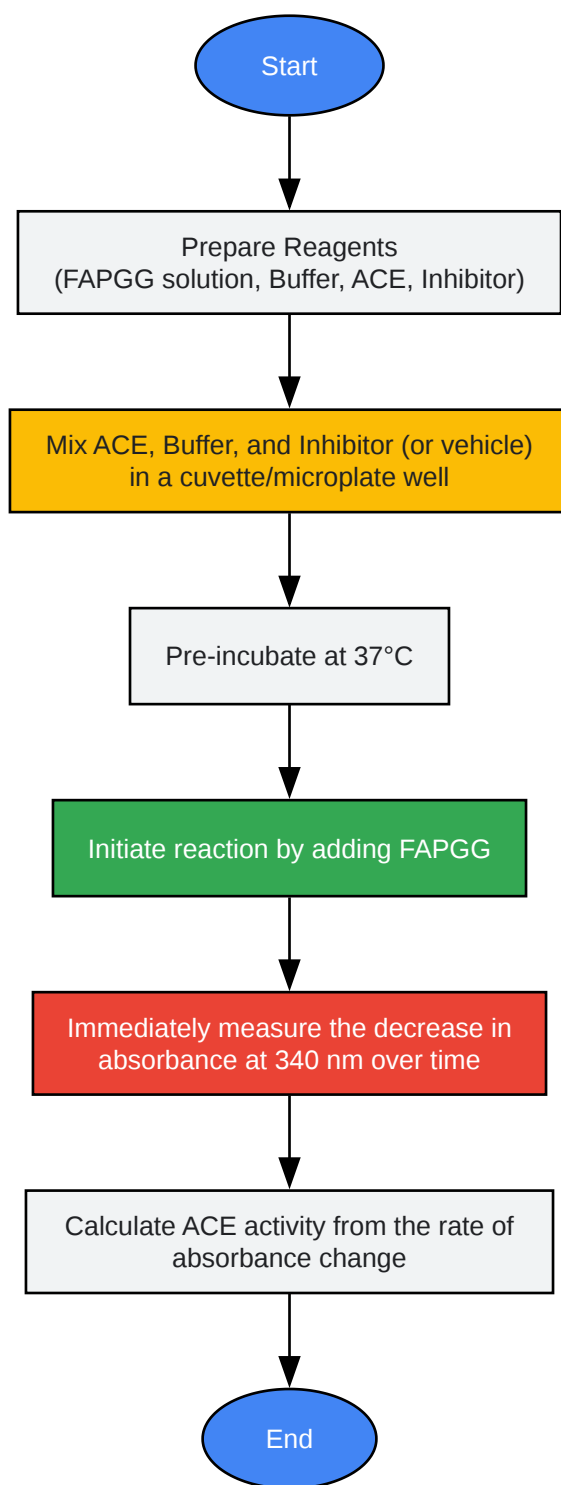 Start
Prepare Reagents
(FAPGG solution, Buffer, ACE, Inhibitor)
Mix ACE, Buffer, and Inhibitor (or vehicle)
in a cuvette/microplate well
Pre-incubate at 37°C
Initiate reaction by adding FAPGG
Immediately measure the decrease in
absorbance at 340 nm over time
Calculate ACE activity from the rate of
absorbance change
End